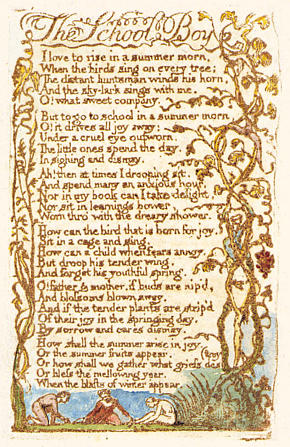 The School Boy
I love to rise in a summer morn,
When the birds sing on every tree;
The distant huntsman winds his horn,
And the sky-lark sings with me.
O! what sweet company.
But to go to school in a summer morn
O! it drives all joy away;
Under a cruel eye outworn.
The little ones spend the day.
In sighing and dismay.
Ah! then at times I drooping sit.
And spend many an anxious hour.
Nor in my book can I take delight,
Nor sit in learnings bower,
Worn thro' with the dreary shower.
How can the bird that is born for joy,
Sit in a cage and sing.
How can a child when fears annoy,
But droop his tender wing,
And forget his youthful spring.
O! father & mother, if buds are nip'd,
And blossoms blown away,
And if the tender plants are strip'd
Of their joy in the springing day,
By sorrow and cares dismay,
How shall the summer arise in joy
Or the summer fruits appear,
Or how shall we gather what griefs destroy
Or bless the mellowing year,
When the blasts of winter appear.